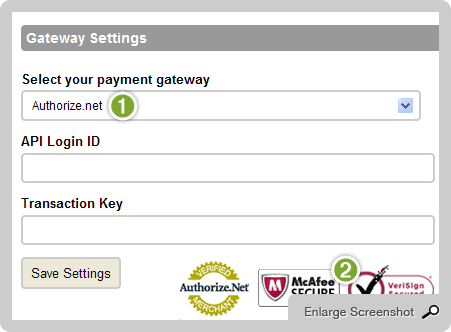 Gateway Settings
Select your payment gateway
Authorize.net 1
API Login ID
Transaction Key
Save Settings
2
VERIFIED
Authorize.Net
MERCHANT
McAfee
SECURE
VeriSign
Secured
Enlarge Screenshot